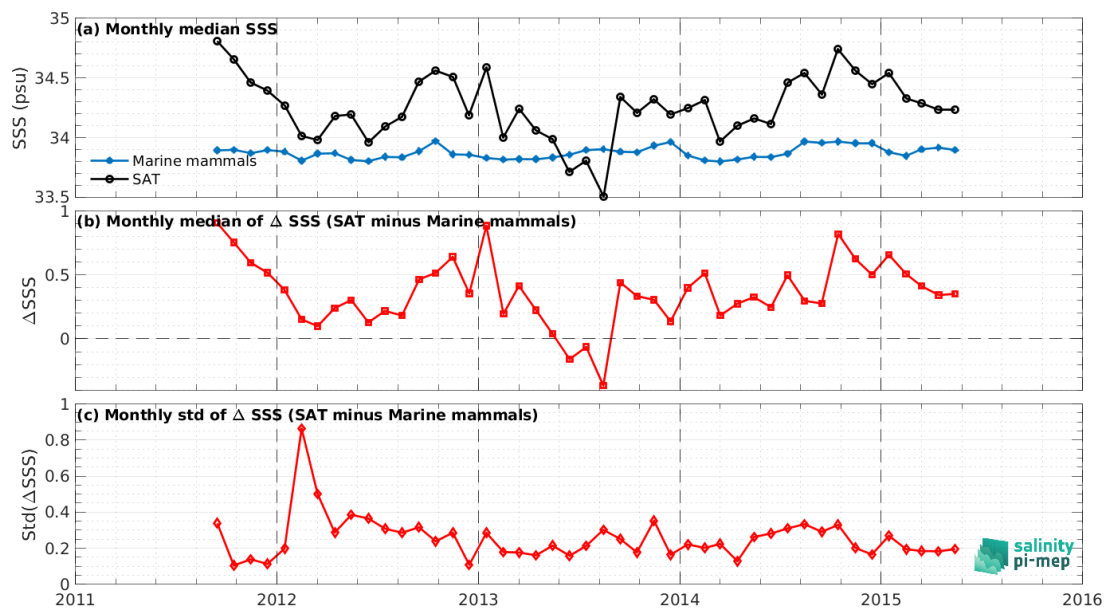 35
(a) Monthly median SSS
34.5
SSS (psu)
34
Marine mammals
SAT
33.5
1
(b) Monthly median of Δ SSS (SAT minus Marine mammals)
0.5
ΔSSS
0
1
(c) Monthly std of Δ SSS (SAT minus Marine mammals)
0.8
0.6
Std(ΔSSS)
0.4
0.2
0
salinity
pi-mep
2011 2012 2013 2014 2015 2016